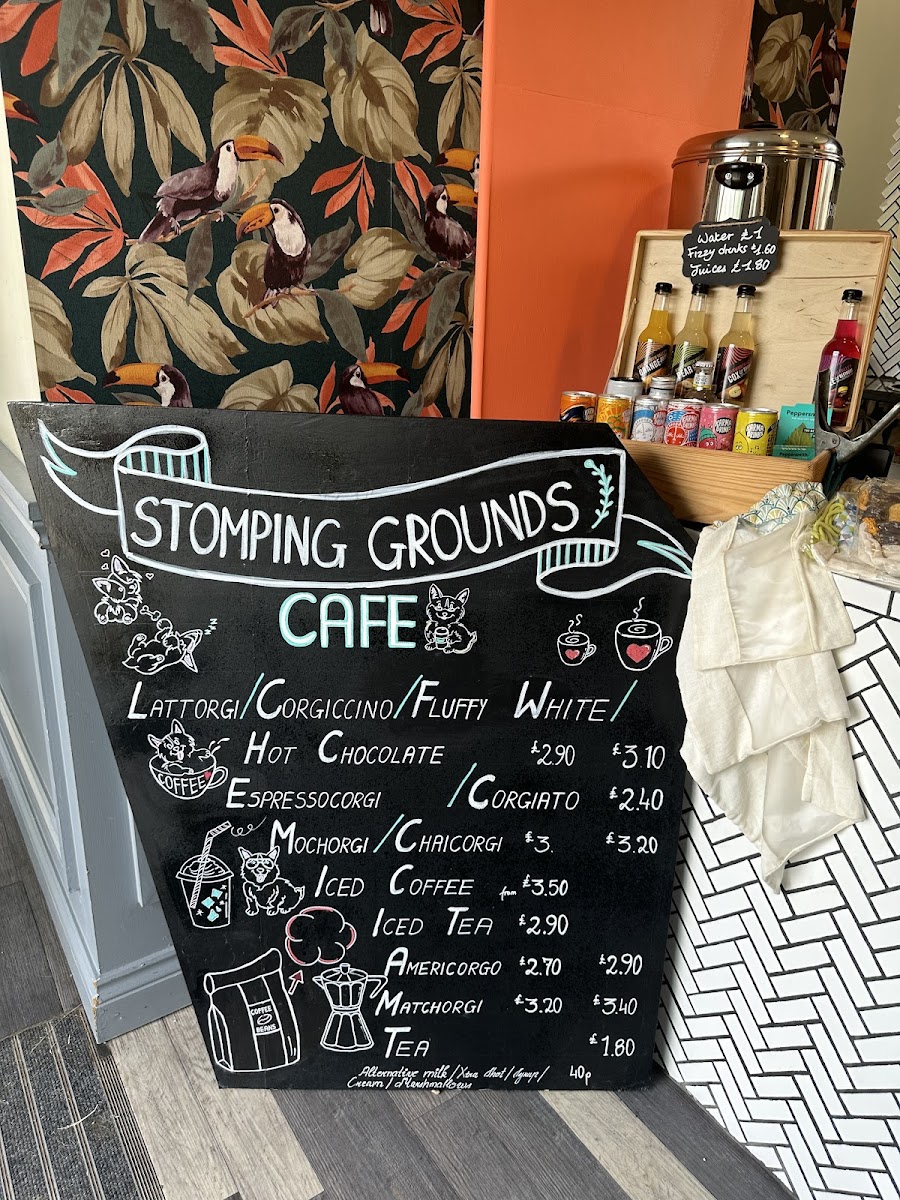 Water £1
Fizzy drinks £1.60
Juices £1.80
STOMPING GROUNDS
CAFE
LATTORGI/CORGICCINO/FLUFFY WHITE/
HOT CHOCOLATE £2.90 £3.10
COFFEE
ESPRESSOCORGI /CORGIATO £2.40
MOCHORGI/CHAICORGI £3. £3.20
ICED COFFEE from £3.50
ICED TEA £2.90
AMERICORGO £2.70 £2.90
MATCHORGI £3.20 £3.40
COFFEE
BEANS
TEA £1.80
Alternative milk/Xtra shot/syrup/ 40p
Cream/Marshmallows